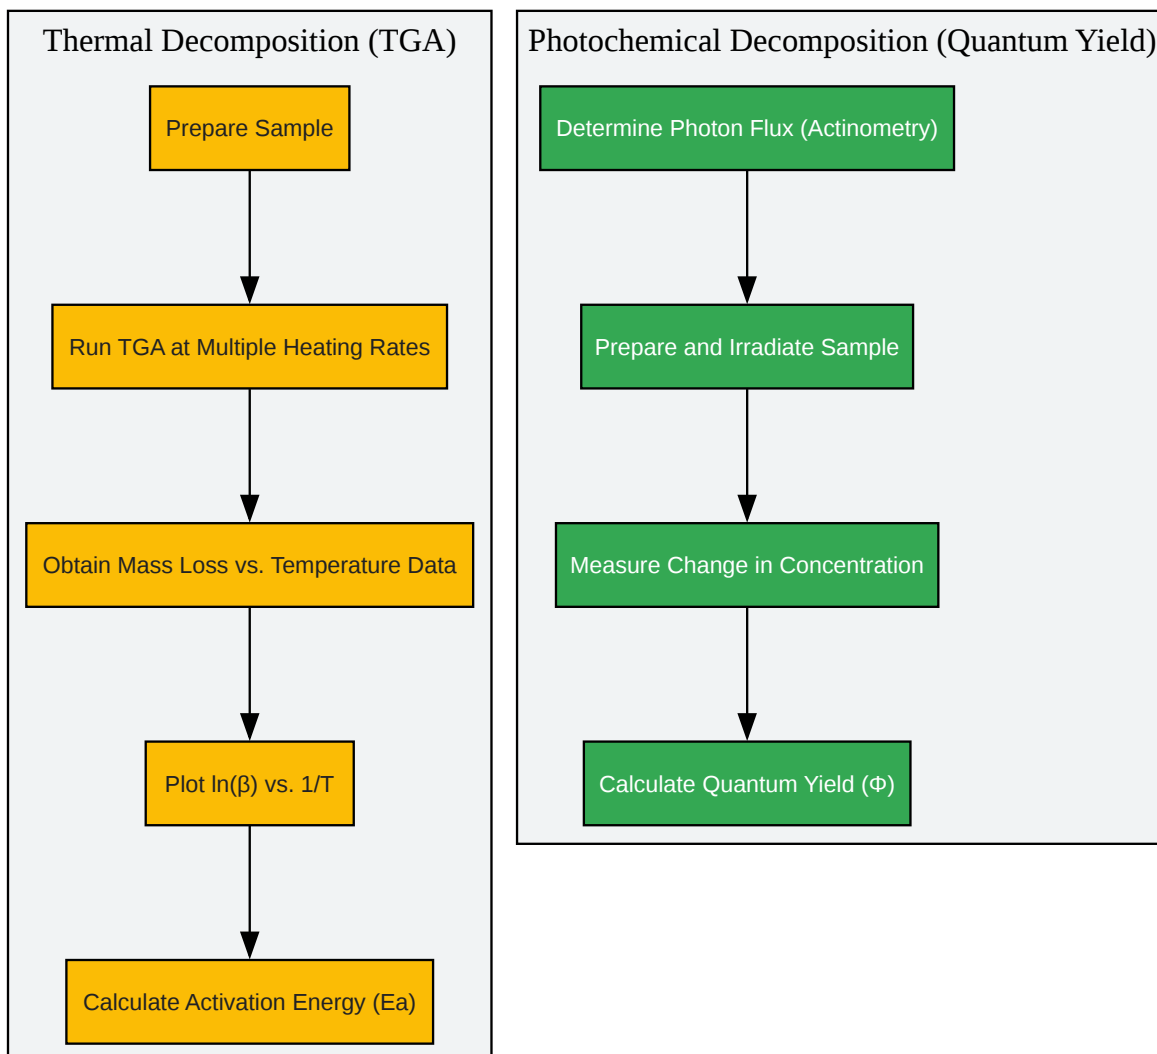 Thermal Decomposition (TGA)
Prepare Sample
Run TGA at Multiple Heating Rates
Obtain Mass Loss vs. Temperature Data
Plot ln(β) vs. 1/T
Calculate Activation Energy (Ea)
Photochemical Decomposition (Quantum Yield)
Determine Photon Flux (Actinometry)
Prepare and Irradiate Sample
Measure Change in Concentration
Calculate Quantum Yield (Φ)